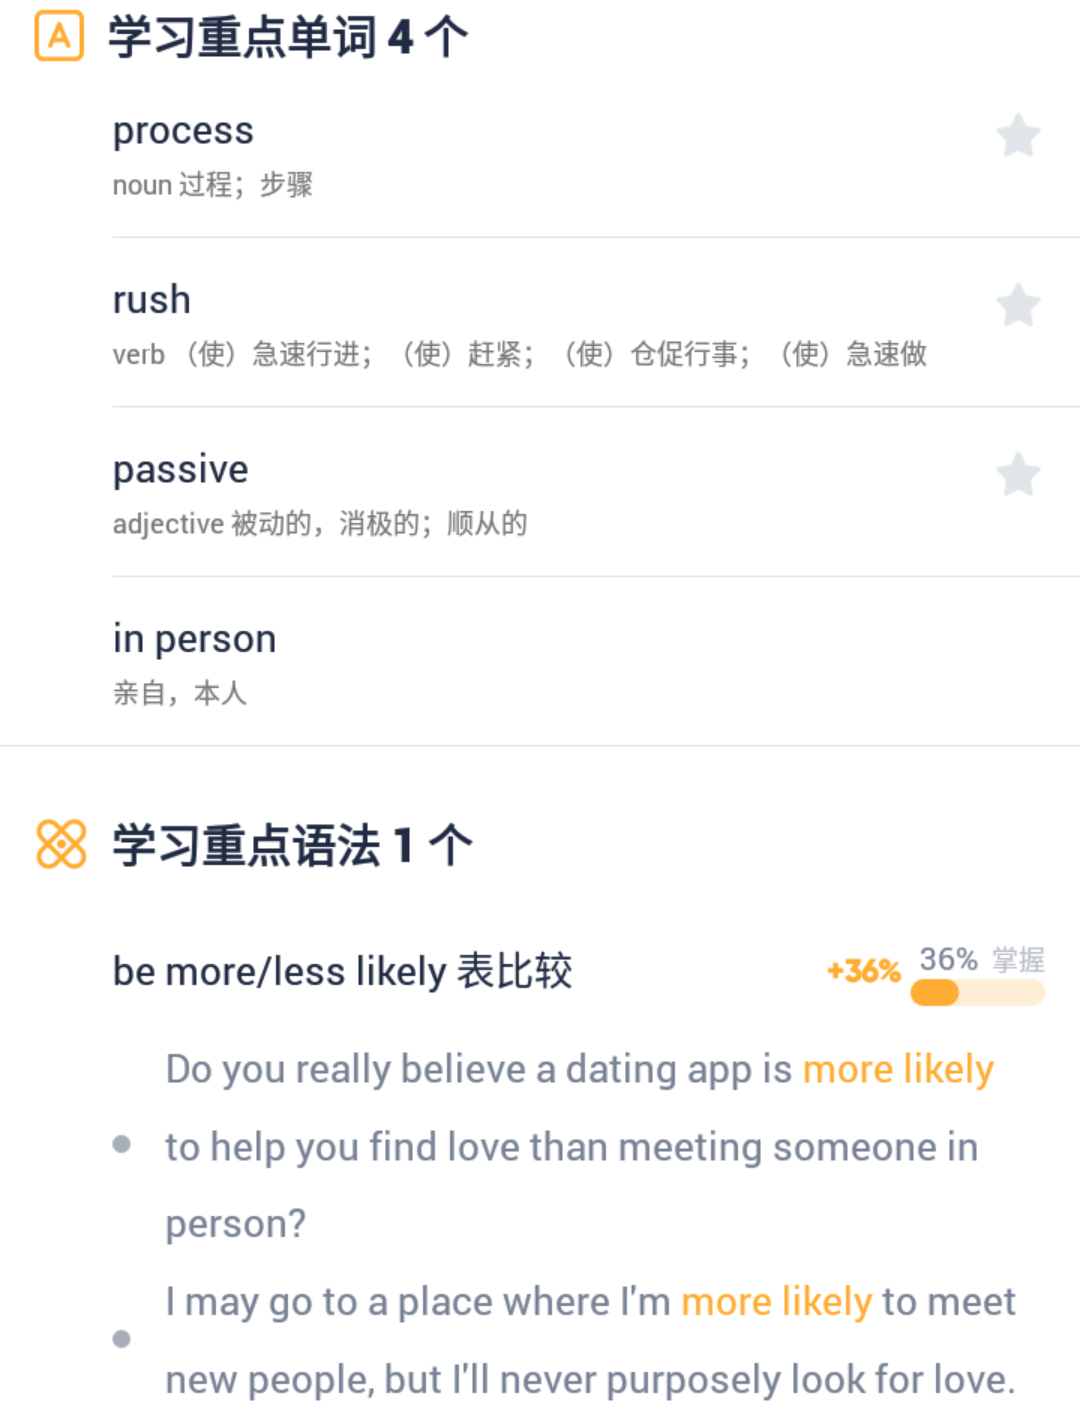 A 学习重点单词 4 个
process
noun 过程；步骤
rush
verb （使）急速行进；（使）赶紧；（使）仓促行事；（使）急速做
passive
adjective 被动的，消极的；顺从的
in person
亲自，本人
学习重点语法 1 个
be more/less likely 表比较 +36% 36% 掌握
Do you really believe a dating app is more likely
to help you find love than meeting someone in
person?
I may go to a place where I'm more likely to meet
new people, but I'll never purposely look for love.